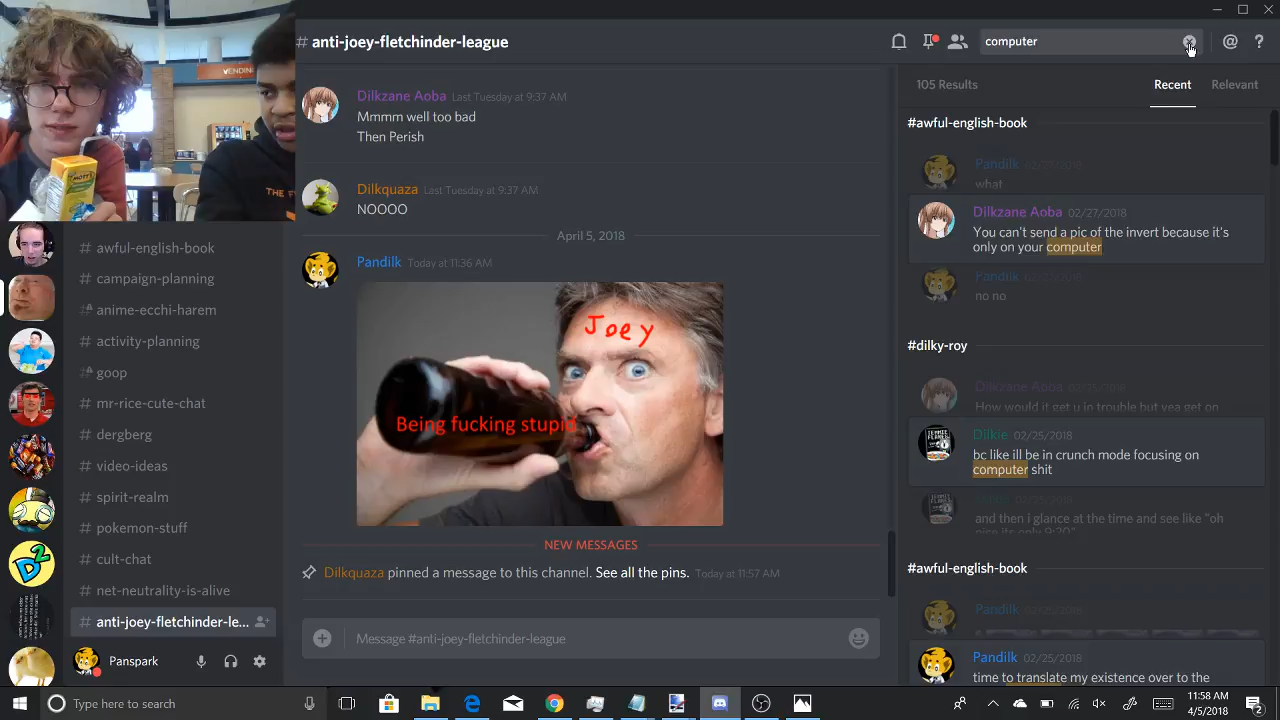 VENDING
MOTT'S
THE F
# anti-joey-fletchinder-league
computer
# awful-english-book
# campaign-planning
# anime-ecchi-harem
# activity-planning
# goop
# mr-rice-cute-chat
# dergberg
# video-ideas
# spirit-realm
# pokemon-stuff
# cult-chat
# net-neutrality-is-alive
# anti-joey-fletchinder-le...
Panspark
Dilkzane Aoba Last Tuesday at 9:37 AM
Mmmm well too bad
Then Perish
Dilkquaza Last Tuesday at 9:37 AM
NOOOO
April 5, 2018
Pandilk Today at 11:36 AM
Joey
Being fucking stupid
NEW MESSAGES
Dilkquaza pinned a message to this channel. See all the pins. Today at 11:57 AM
Message #anti-joey-fletchinder-league
105 Results
Recent
Relevant
#awful-english-book
Pandilk 02/27/2018
what
Dilkzane Aoba 02/27/2018
You can't send a pic of the invert because it's
only on your computer
Pandilk
no no
#dilky-roy
Dilkzane Aoba 02/25/2018
How would it get u in trouble but yea get on
Dilkie 02/25/2018
bc like ill be in crunch mode focusing on
computer shit
and then i glance at the time and see like "oh
nice its only 9:20"
#awful-english-book
Pandilk
Pandilk 02/25/2018
time to translate my existence over to the
Type here to search
11:58 AM
4/5/2018
2